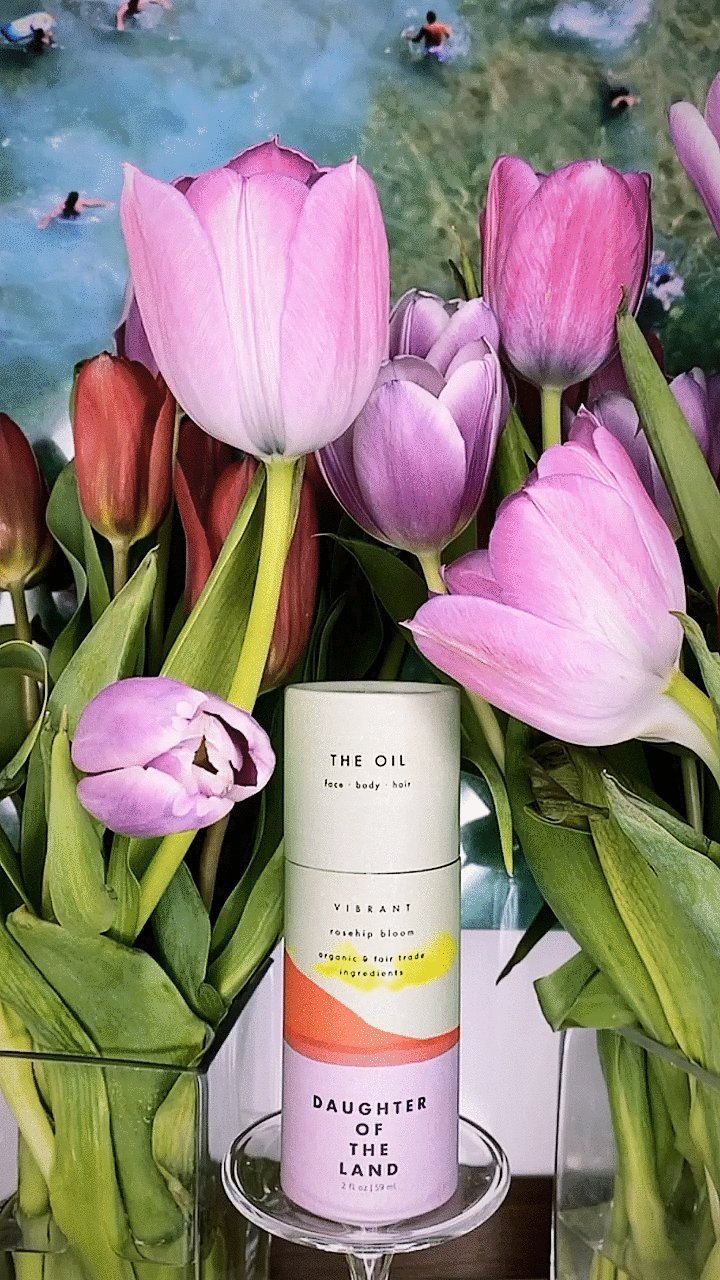 THE OIL
face · body · hair
VIBRANT
rosehip bloom
organic & fair trade
ingredients
DAUGHTER
OF
THE
LAND
2 fl oz | 59 ml